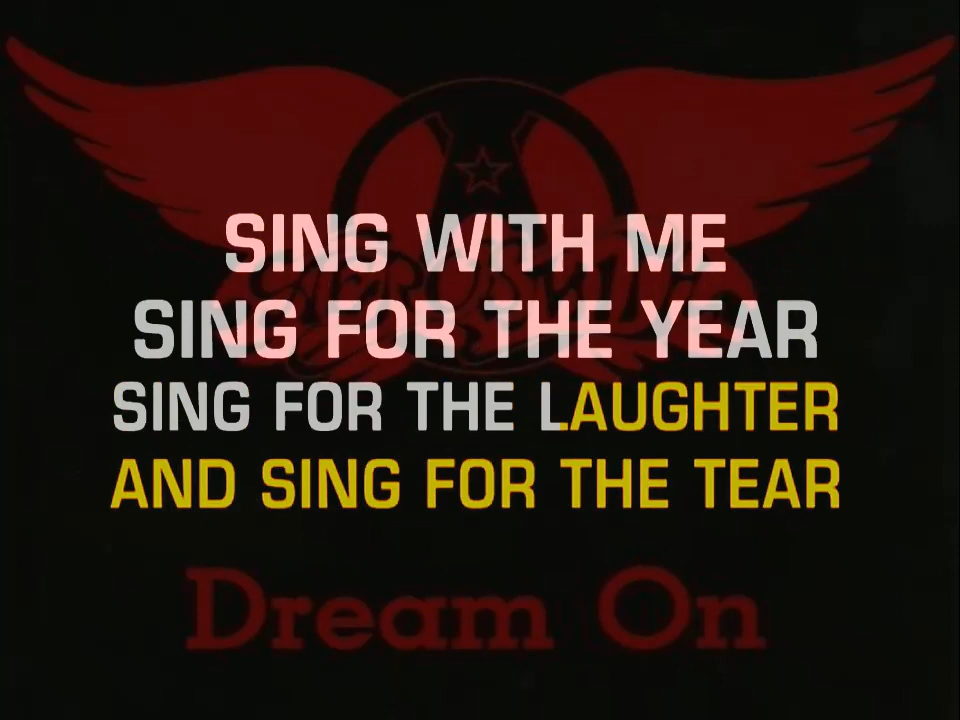 SING WITH ME
SING FOR THE YEAR
SING FOR THE LAUGHTER
AND SING FOR THE TEAR
Dream On